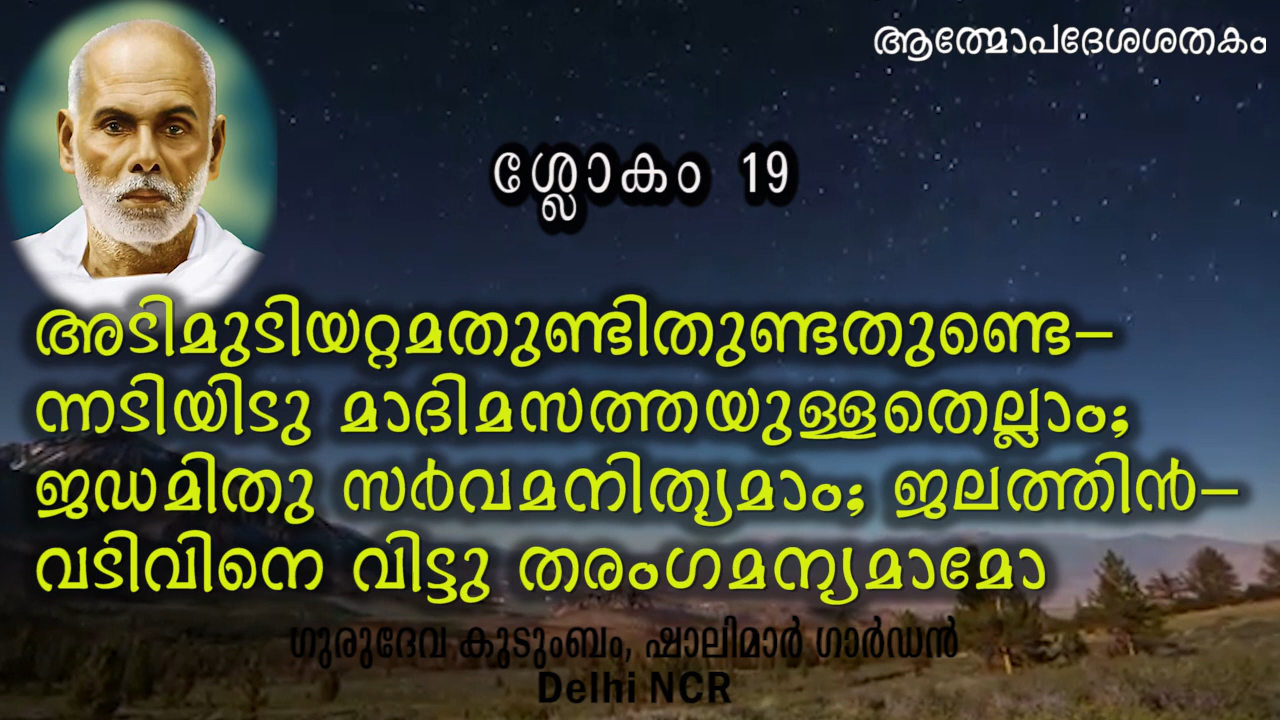 ആത്മോപദേശശതകം
ശ്ലോകം 19
അടിമുടിയറ്റമതുണ്ടിതുണ്ടതുണ്ടെ–
ന്നടിയിടു മാദിമസത്തയുള്ളതെല്ലാം;
ജഡമിതു സർവമനിത്യമാം; ജലത്തിൻ–
വടിവിനെ വിട്ടു തരംഗമന്യമാമോ
ഗുരുദേവ കൂടുംബം, ഷാലിമാർ ഗാർഡൻ
Delhi NCR